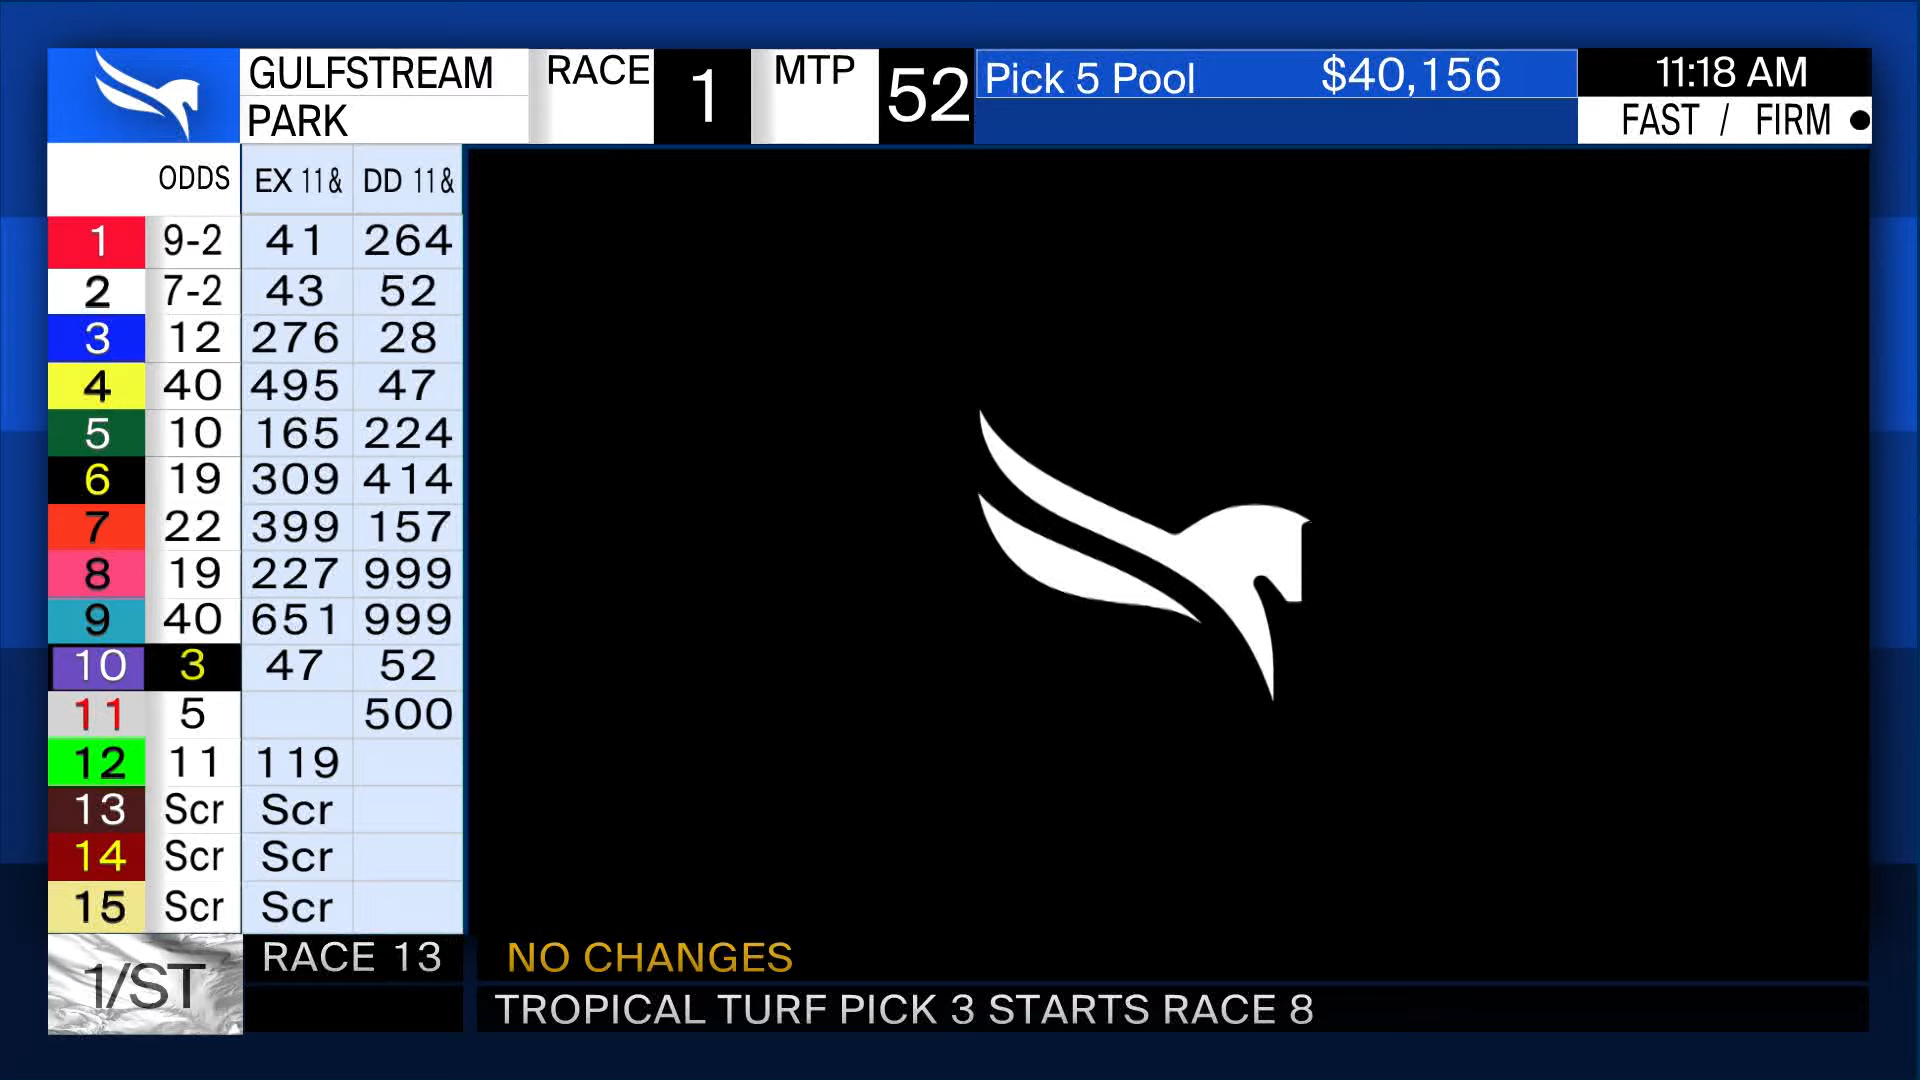 GULFSTREAM PARK RACE 1 MTP 52 Pick 5 Pool $40,156 11:18 AM
FAST / FIRM
ODDS EX 11& DD 11&
1 9-2 41 264
2 7-2 43 52
3 12 276 28
4 40 495 47
5 10 165 224
6 19 309 414
7 22 399 157
8 19 227 999
9 40 651 999
10 3 47 52
11 5 500
12 11 119
13 Scr Scr
14 Scr Scr
15 Scr Scr
1/ST RACE 13 NO CHANGES
TROPICAL TURF PICK 3 STARTS RACE 8